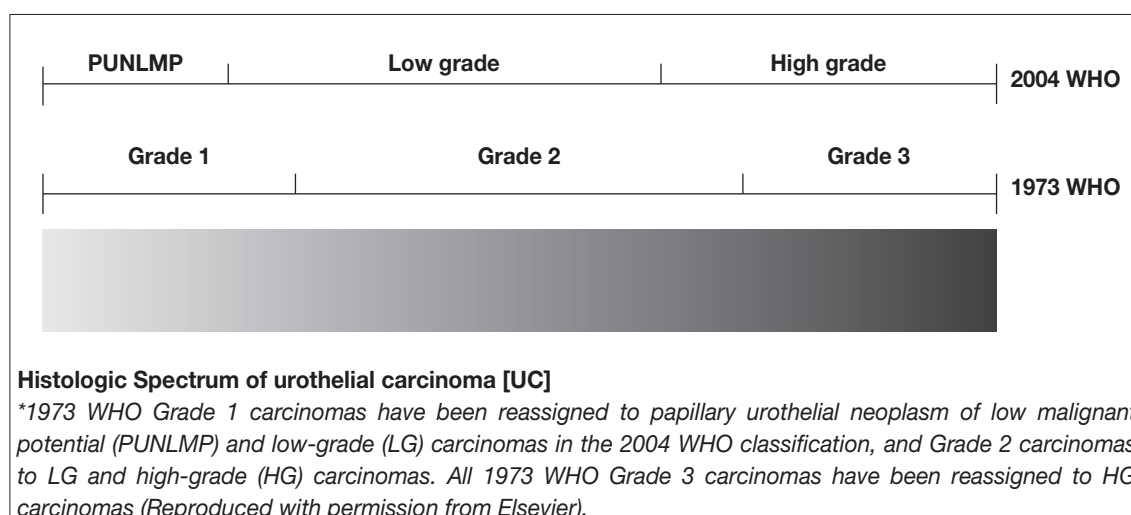 PUNLMP Low grade High grade 2004 WHO
Grade 1 Grade 2 Grade 3 1973 WHO
Histologic Spectrum of urothelial carcinoma [UC]
*1973 WHO Grade 1 carcinomas have been reassigned to papillary urothelial neoplasm of low malignant
potential (PUNLMP) and low-grade (LG) carcinomas in the 2004 WHO classification, and Grade 2 carcinomas
to LG and high-grade (HG) carcinomas. All 1973 WHO Grade 3 carcinomas have been reassigned to HG
carcinomas (Reproduced with permission from Elsevier).